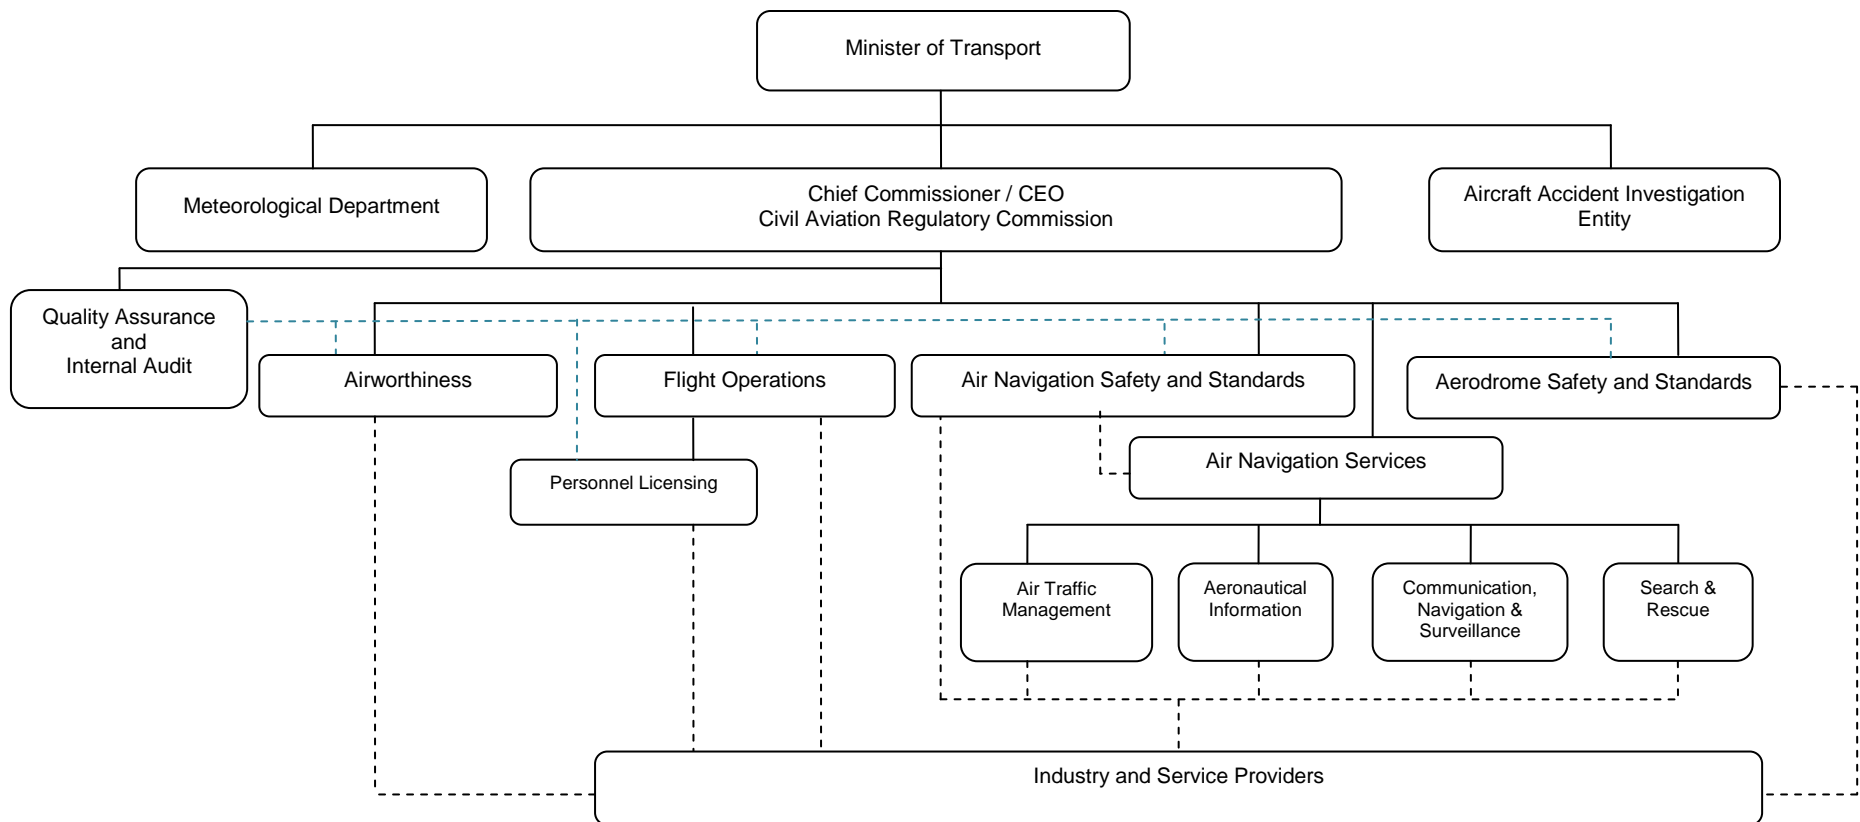 Minister of Transport
Meteorological Department
Chief Commissioner / CEO
Civil Aviation Regulatory Commission
Aircraft Accident Investigation
Entity
Quality Assurance
and
Internal Audit
Airworthiness
Flight Operations
Air Navigation Safety and Standards
Aerodrome Safety and Standards
Personnel Licensing
Air Navigation Services
Air Traffic
Management
Aeronautical
Information
Communication,
Navigation &
Surveillance
Search &
Rescue
Industry and Service Providers